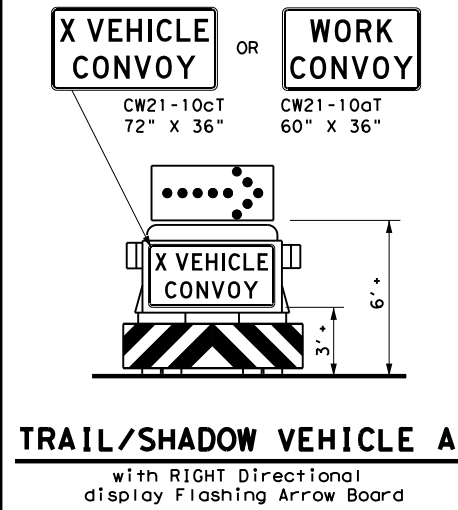 X VEHICLE
CONVOY
OR
WORK
CONVOY
CW21-10cT
72" X 36"
CW21-10aT
60" X 36"
X VEHICLE
CONVOY
6' +
3' +
TRAIL/SHADOW VEHICLE A
with RIGHT Directional
display Flashing Arrow Board